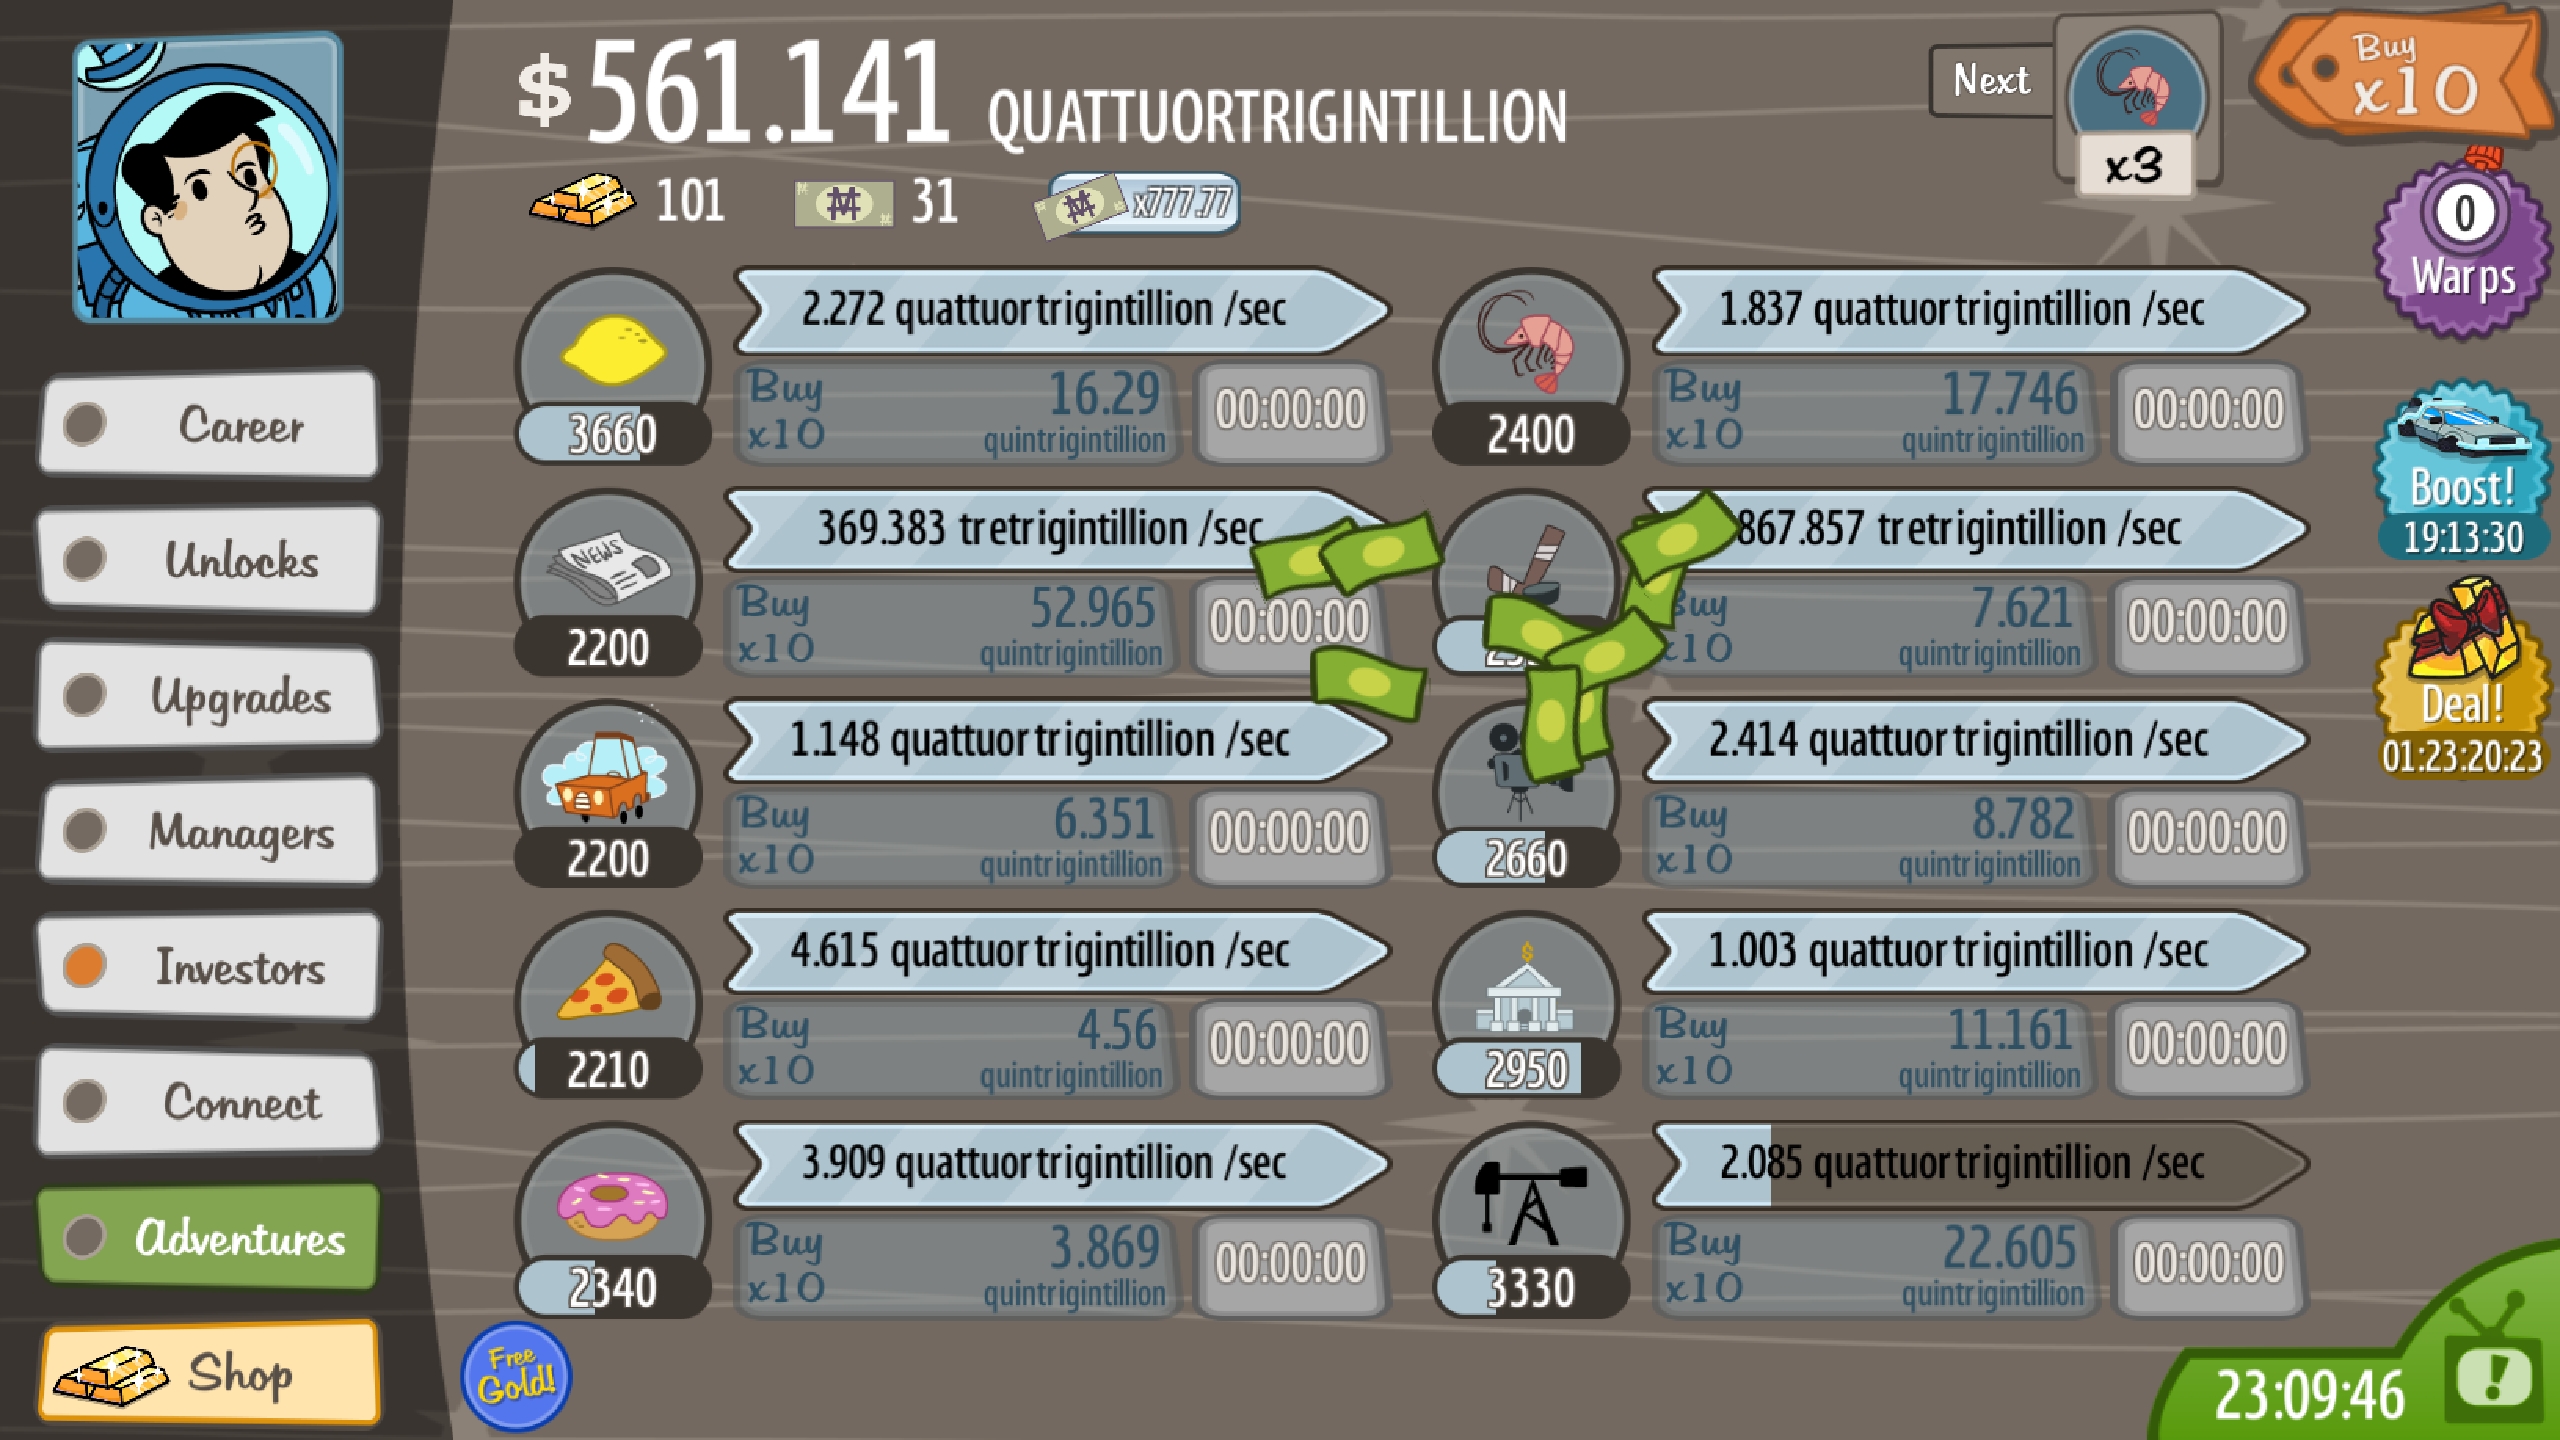 $561.141 QUATTUORTRIGINTILLION
101 31 x777.77
Next
x3
Buy
x10
0
Warps
Boost!
19:13:30
Deal!
01:23:20:23
Career
Unlocks
Upgrades
Managers
Investors
Connect
Adventures
Shop
2.272 quattuortrigintillion /sec
3660
Buy
x10
16.29
quintrigintillion
00:00:00
1.837 quattuortrigintillion /sec
2400
Buy
x10
17.746
quintrigintillion
00:00:00
NEWS
369.383 tretrigintillion /sec
2200
Buy
x10
52.965
quintrigintillion
00:00:00
867.857 tretrigintillion /sec
Buy
x10
7.621
quintrigintillion
00:00:00
1.148 quattuortrigintillion /sec
2200
Buy
x10
6.351
quintrigintillion
00:00:00
2.414 quattuortrigintillion /sec
2660
Buy
x10
8.782
quintrigintillion
00:00:00
4.615 quattuortrigintillion /sec
2210
Buy
x10
4.56
quintrigintillion
00:00:00
$
1.003 quattuortrigintillion /sec
2950
Buy
x10
11.161
quintrigintillion
00:00:00
3.909 quattuortrigintillion /sec
2340
Buy
x10
3.869
quintrigintillion
00:00:00
2.085 quattuortrigintillion /sec
3330
Buy
x10
22.605
quintrigintillion
00:00:00
Free
Gold!
23:09:46
!